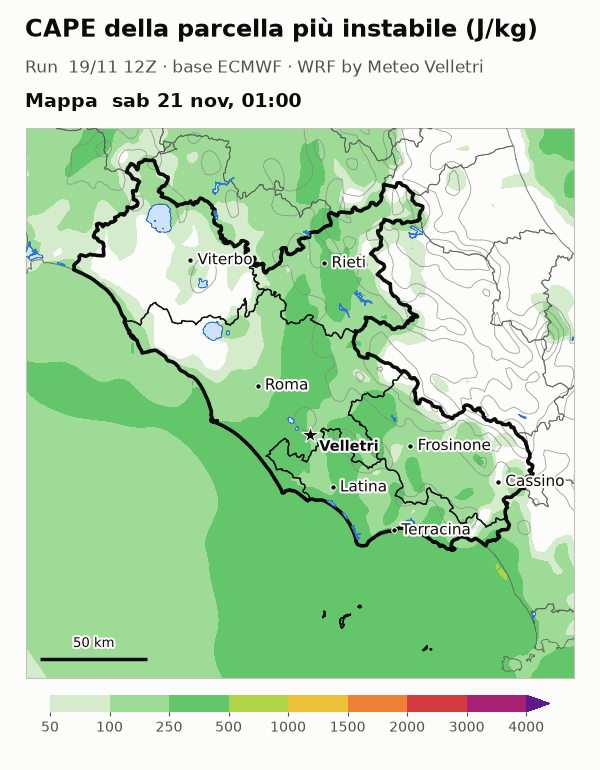 CAPE della parcella più instabile (J/kg)
Run  19/11 12Z · base ECMWF · WRF by Meteo Velletri
Mappa  sab 21 nov, 01:00
Viterbo
Rieti
Roma
Velletri
Frosinone
Cassino
Latina
Terracina
50 km
50 100 250 500 1000 1500 2000 3000 4000